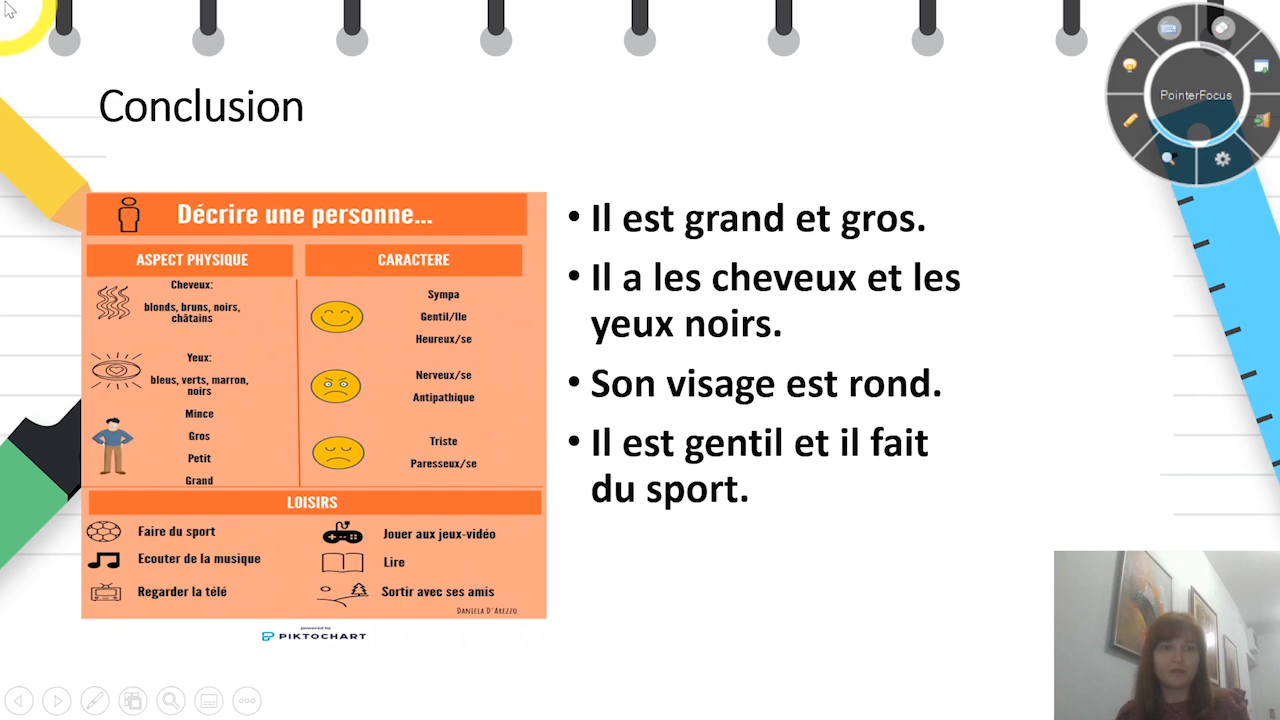 PointerFocus
Conclusion
Décrire une personne...
ASPECT PHYSIQUE
CARACTERE
Cheveux:
blonds, bruns, noirs,
châtains
Yeux:
bleus, verts, marron,
noirs
Mince
Gros
Petit
Grand
Sympa
Gentil/lle
Heureux/se
Nerveux/se
Antipathique
Triste
Paresseux/se
LOISIRS
Faire du sport
Ecouter de la musique
Regarder la télé
Jouer aux jeux-vidéo
Lire
Sortir avec ses amis
DANIELA D'AREZZO
powered by
PIKTOCHART
• Il est grand et gros.
• Il a les cheveux et les
yeux noirs.
• Son visage est rond.
• Il est gentil et il fait
du sport.